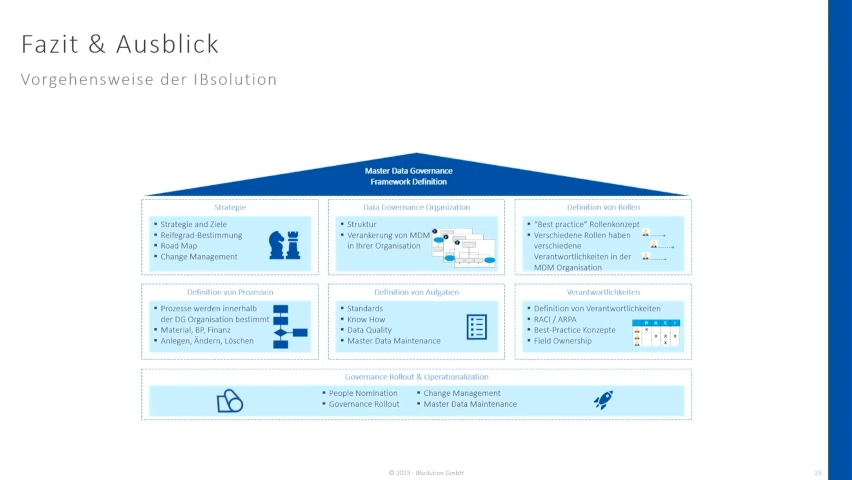 Fazit & Ausblick
Vorgehensweise der IBsolution
Master Data Governance
Framework Definition
Strategie
▪ Strategie and Ziele
▪ Reifegrad-Bestimmung
▪ Road Map
▪ Change Management
Data Governance Organization
▪ Struktur
▪ Verankerung von MDM
in Ihrer Organisation
Definition von Rollen
▪ "Best practice" Rollenkonzept
▪ Verschiedene Rollen haben
verschiedene
Verantwortlichkeiten in der
MDM Organisation
Definition von Prozessen
▪ Prozesse werden innerhalb
der DG Organisation bestimmt
▪ Material, BP, Finanz
▪ Anlegen, Ändern, Löschen
Definition von Aufgaben
▪ Standards
▪ Know How
▪ Data Quality
▪ Master Data Maintenance
Verantwortlichkeiten
▪ Definition von Verantwortlichkeiten
▪ RACI / ARPA
▪ Best-Practice Konzepte
▪ Field Ownership
R A C I
X
X X X
X
Governance Rollout & Operationalization
▪ People Nomination
▪ Governance Rollout
▪ Change Management
▪ Master Data Maintenance
© 2023 - IBsolution GmbH